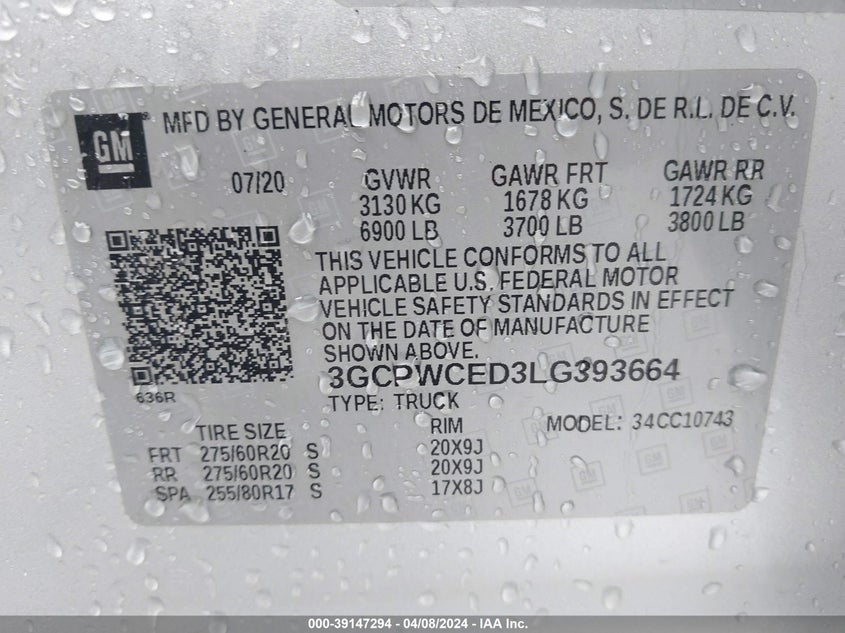 GM
MFD BY GENERAL MOTORS DE MEXICO, S. DE R.L. DE C.V.
07/20 GVWR GAWR FRT GAWR RR
3130 KG 1678 KG 1724 KG
6900 LB 3700 LB 3800 LB
THIS VEHICLE CONFORMS TO ALL
APPLICABLE U.S. FEDERAL MOTOR
VEHICLE SAFETY STANDARDS IN EFFECT
ON THE DATE OF MANUFACTURE
SHOWN ABOVE.
3GCPWCED3LG393664
636R
TYPE: TRUCK
MODEL: 34CC10743
TIRE SIZE RIM
FRT 275/60R20 S 20X9J
RR 275/60R20 S 20X9J
SPA 255/80R17 S 17X8J
000-39147294 - 04/08/2024 - IAA Inc.